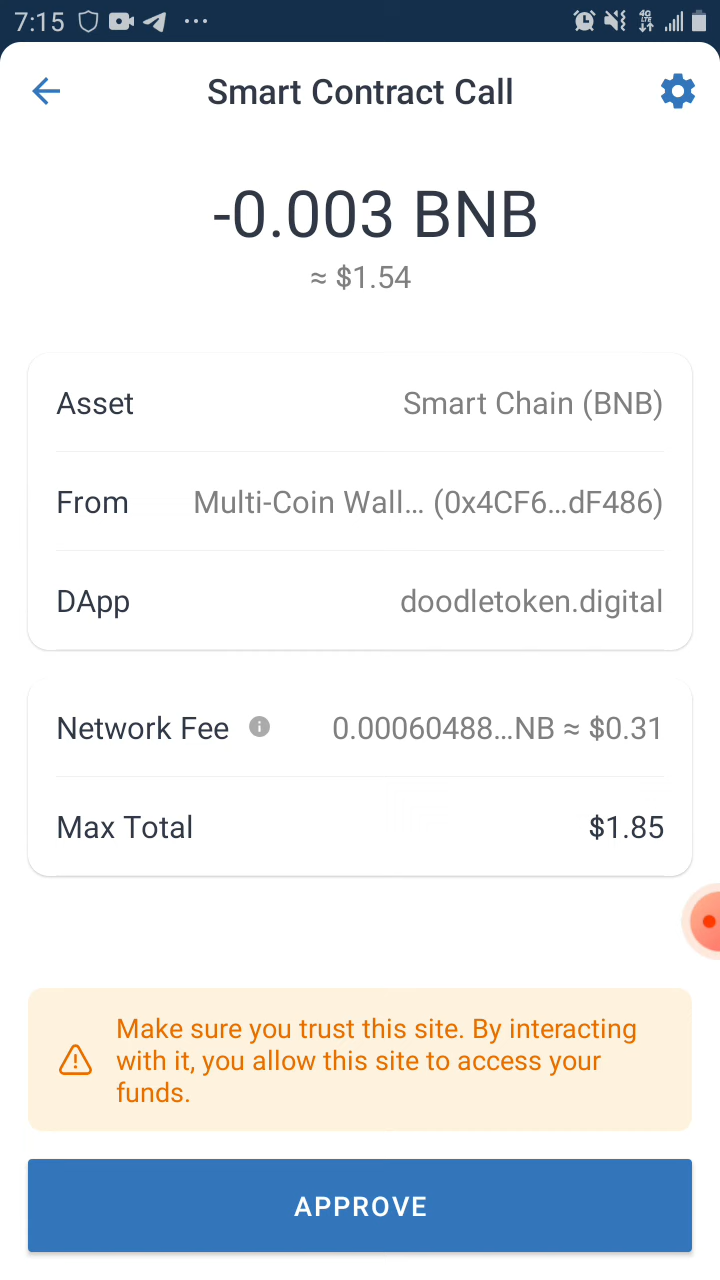 7:15
4G
LTE
Smart Contract Call
-0.003 BNB
≈ $1.54
Asset Smart Chain (BNB)
From Multi-Coin Wall... (0x4CF6...dF486)
DApp doodletoken.digital
Network Fee 0.00060488...NB ≈ $0.31
Max Total $1.85
Make sure you trust this site. By interacting
with it, you allow this site to access your
funds.
APPROVE